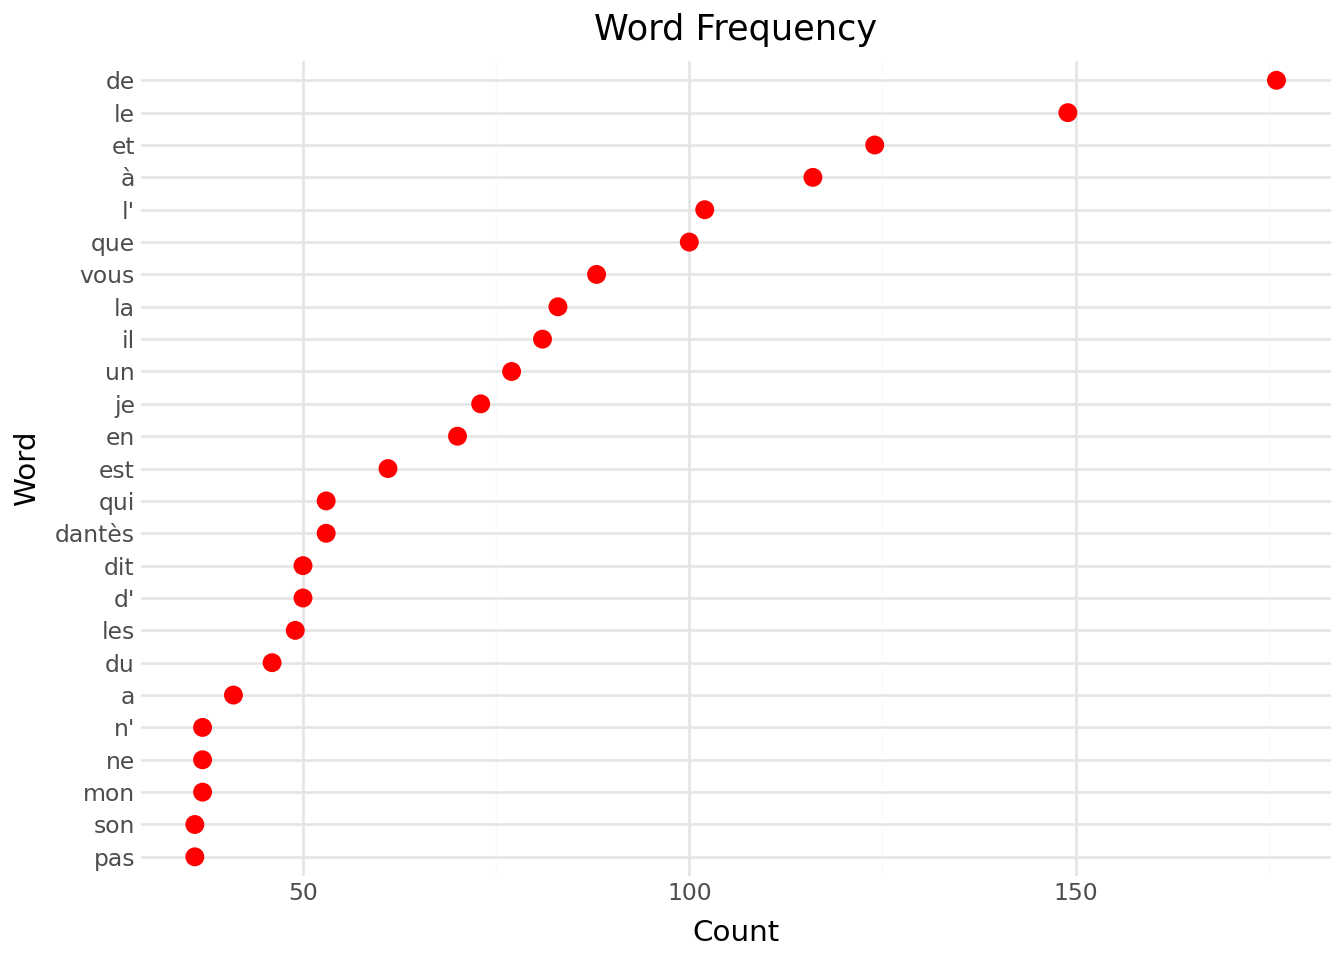 Word Frequency
de
le
et
à
l'
que
vous
la
il
un
je
en
est
qui
dantès
dit
d'
les
du
a
n'
ne
mon
son
pas
Word
50 100 150
Count